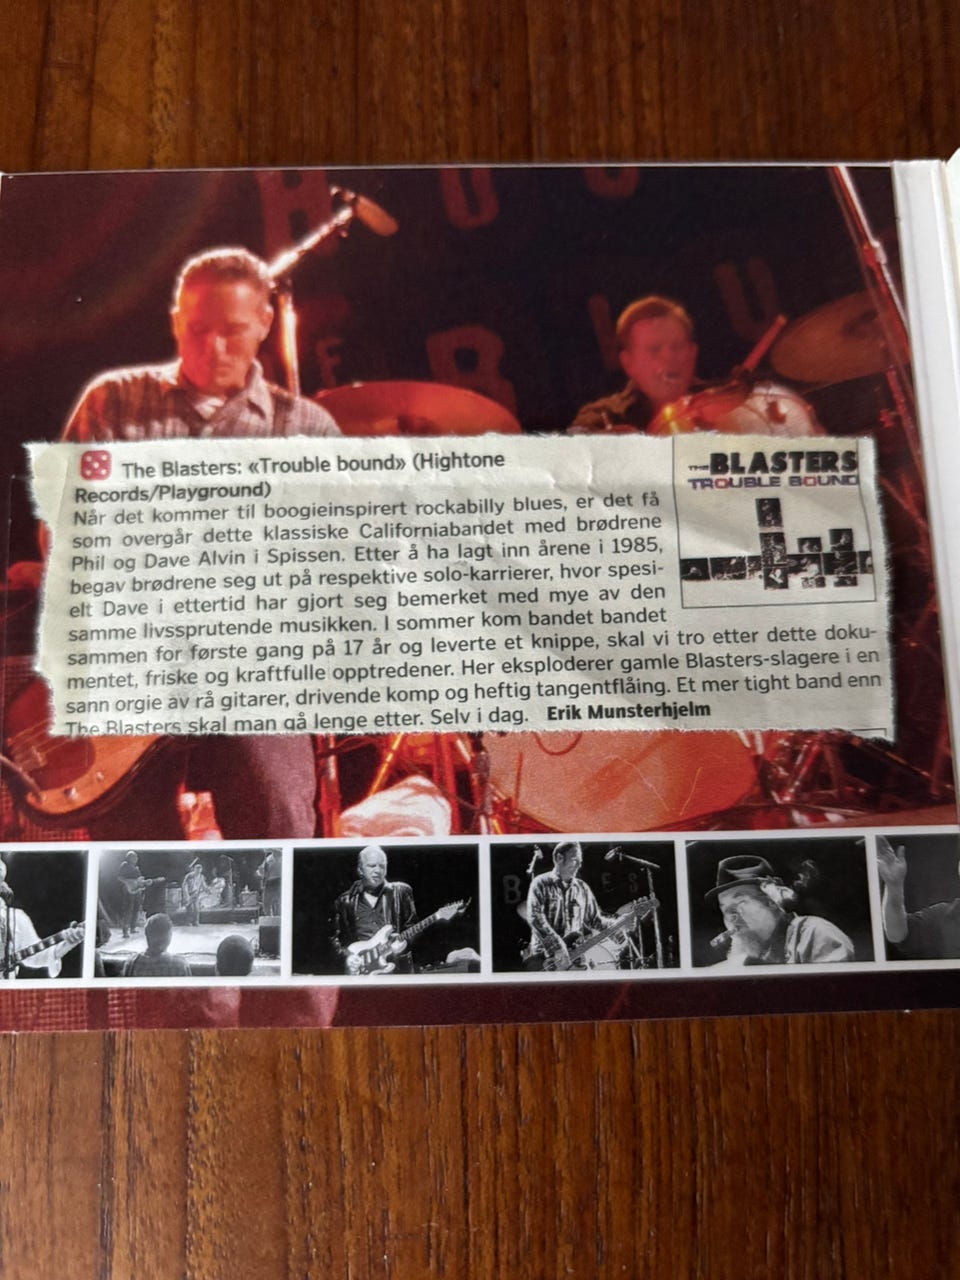 The Blasters: «Trouble bound» (Hightone
Records/Playground)
Når det kommer til boogieinspirert rockabilly blues, er det få
som overgår dette klassiske Californiabandet med brødrene
Phil og Dave Alvin i Spissen. Etter å ha lagt inn årene i 1985,
begav brødrene seg ut på respektive solo-karrierer, hvor spesi-
elt Dave i ettertid har gjort seg bemerket med mye av den
samme livssprutende musikken. I sommer kom bandet bandet
sammen for første gang på 17 år og leverte et knippe, skal vi tro etter dette doku-
mentet, friske og kraftfulle opptredener. Her eksploderer gamle Blasters-slagere i en
sann orgie av rå gitarer, drivende komp og heftig tangentflåing. Et mer tight band enn
The Blasters skal man gå lenge etter. Selv i dag. Erik Munsterhjelm
THE BLASTERS
TROUBLE BOUND